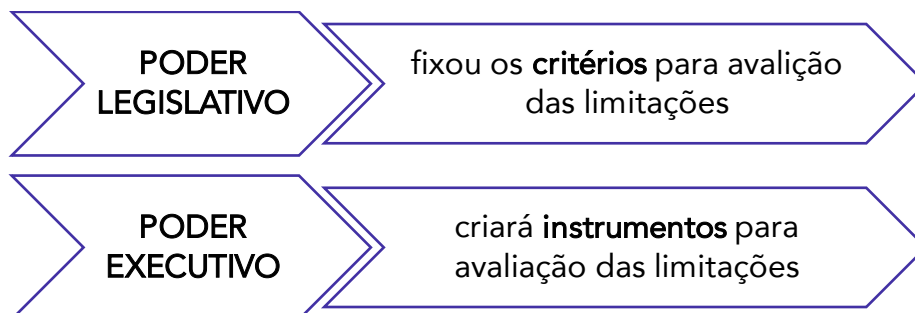 PODER
LEGISLATIVO
fixou os critérios para avalição
das limitações
PODER
EXECUTIVO
criará instrumentos para
avaliação das limitações